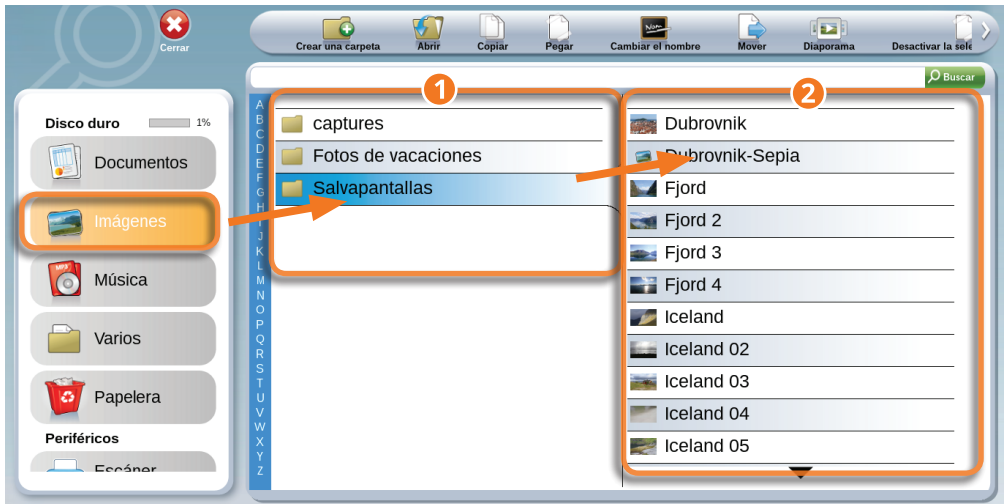 Cerrar
Crear una carpeta
Abrir
Copiar
Pegar
Cambiar el nombre
Mover
Diaporama
Desactivar la sele
Buscar
Disco duro 1%
Documentos
Imágenes
MP3
Música
Varios
Papelera
Periféricos
Escáner
A
B
C
D
E
F
G
H
I
J
K
L
M
N
O
P
Q
R
S
T
U
V
W
X
Y
Z
1
captures
Fotos de vacaciones
Salvapantallas
2
Dubrovnik
Dubrovnik-Sepia
Fjord
Fjord 2
Fjord 3
Fjord 4
Iceland
Iceland 02
Iceland 03
Iceland 04
Iceland 05